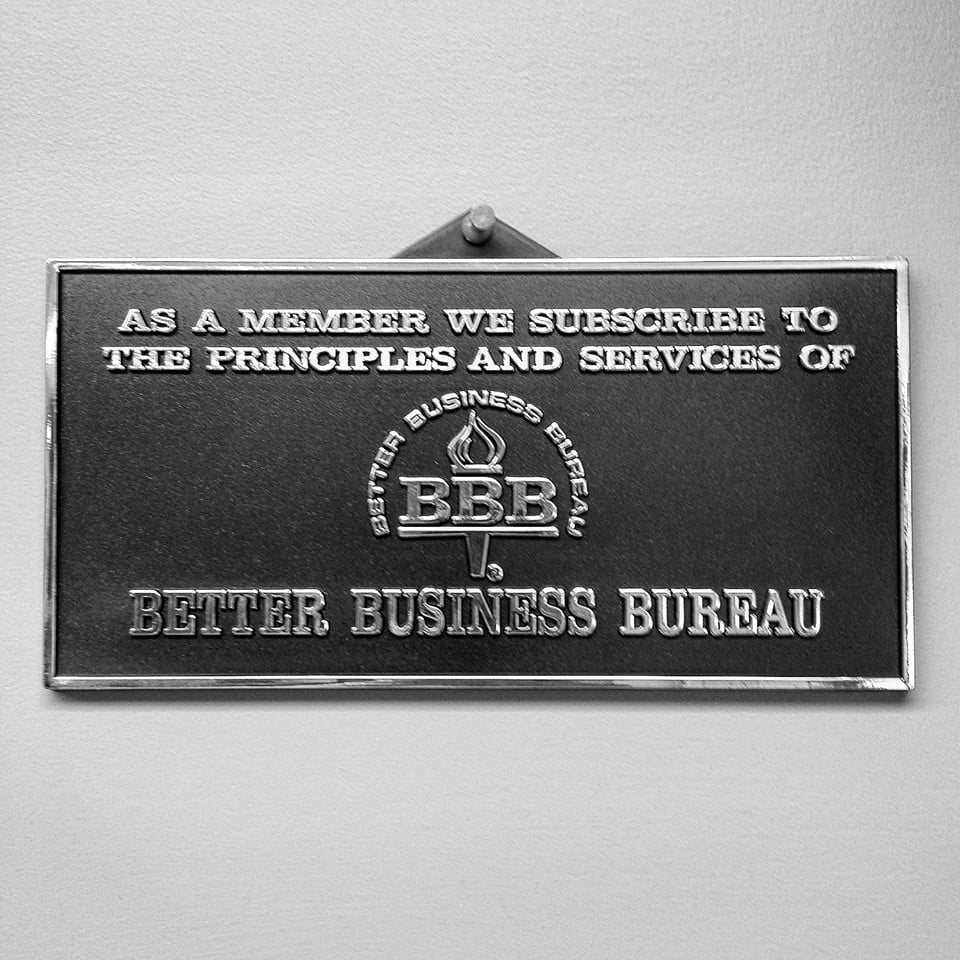 AS A MEMBER WE SUBSCRIBE TO
THE PRINCIPLES AND SERVICES OF
BETTER BUSINESS BUREAU
BBB
®
BETTER BUSINESS BUREAU